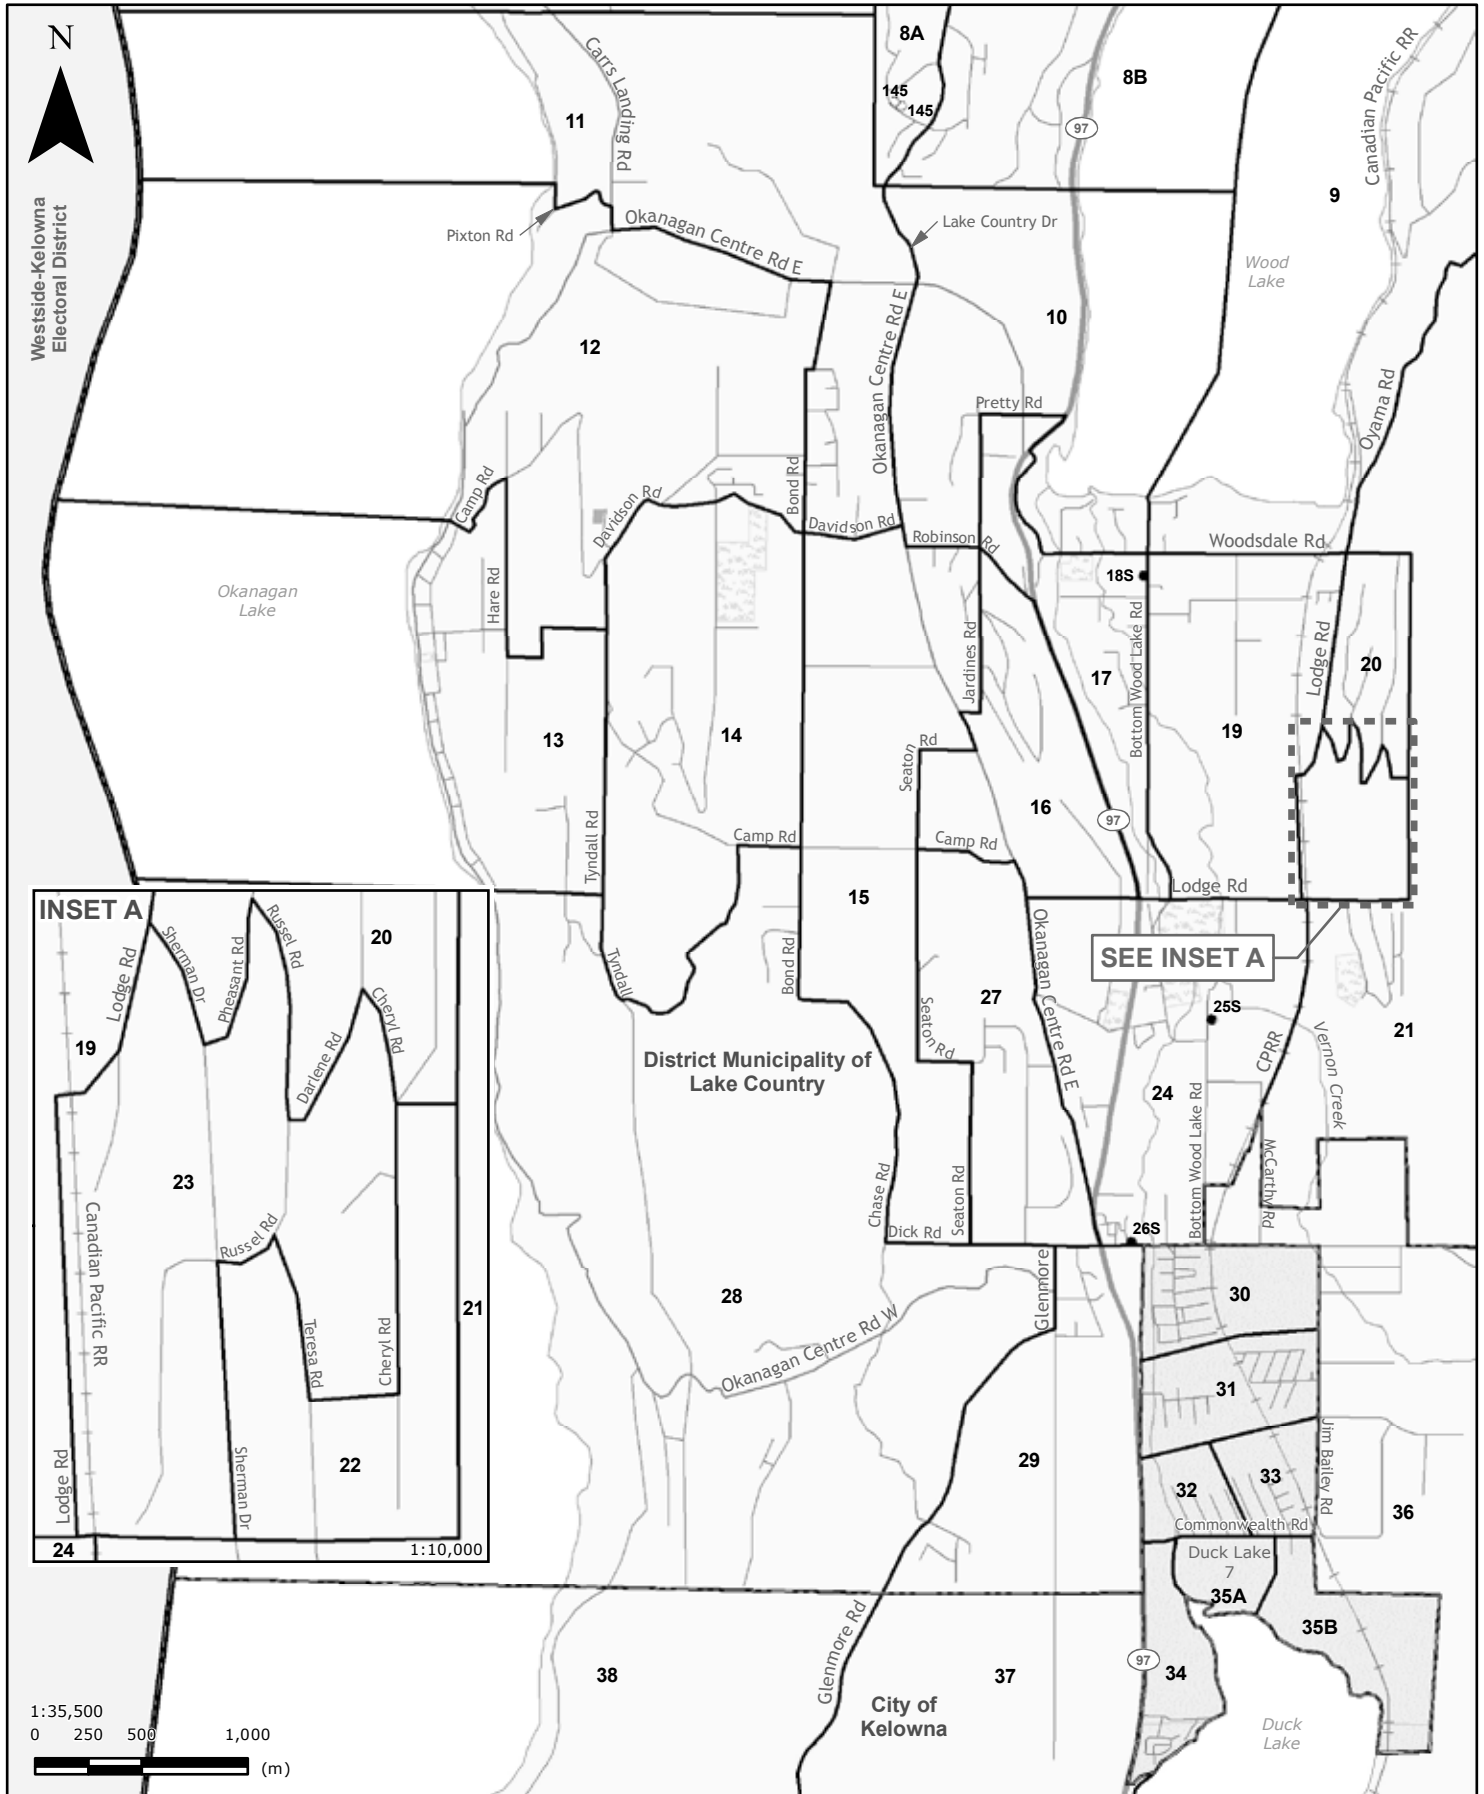 N
8A
145
145
8B
97
Canadian Pacific RR
Carrs Landing Rd
11
9
Westside-Kelowna
Electoral District
Pixton Rd
Okanagan Centre Rd E
Lake Country Dr
Wood
Lake
10
12
Okanagan Centre Rd E
Pretty Rd
Oyama Rd
Camp Rd
Bond Rd
Davidson Rd
Davidson Rd
Robinson Rd
Woodsdale Rd
18S
Okanagan
Lake
Hare Rd
Jardines Rd
Bottom Wood Lake Rd
Lodge Rd
17
20
13
14
19
Seaton Rd
16
97
Tyndall Rd
Camp Rd
Camp Rd
15
Lodge Rd
INSET A
SEE INSET A
Tyndall
Bond Rd
Okanagan Centre Rd E
27
25S
21
Seaton Rd
CPRR
Vernon Creek
District Municipality of
Lake Country
24
Bottom Wood Lake Rd
McCarthy Rd
Chase Rd
Seaton Rd
Dick Rd
26S
Glenmore
28
30
Okanagan Centre Rd W
31
29
32
33
Jim Bailey Rd
36
Commonwealth Rd
Duck Lake
7
35A
35B
Glenmore Rd
38
37
97
34
City of
Kelowna
Duck
Lake
Lodge Rd
Sherman Dr
Pheasant Rd
Russel Rd
20
Cheryl Rd
Darlene Rd
19
23
Canadian Pacific RR
Russel Rd
21
Teresa Rd
Cheryl Rd
Lodge Rd
Sherman Dr
22
24
1:10,000
1:35,500
0 250 500 1,000
(m)